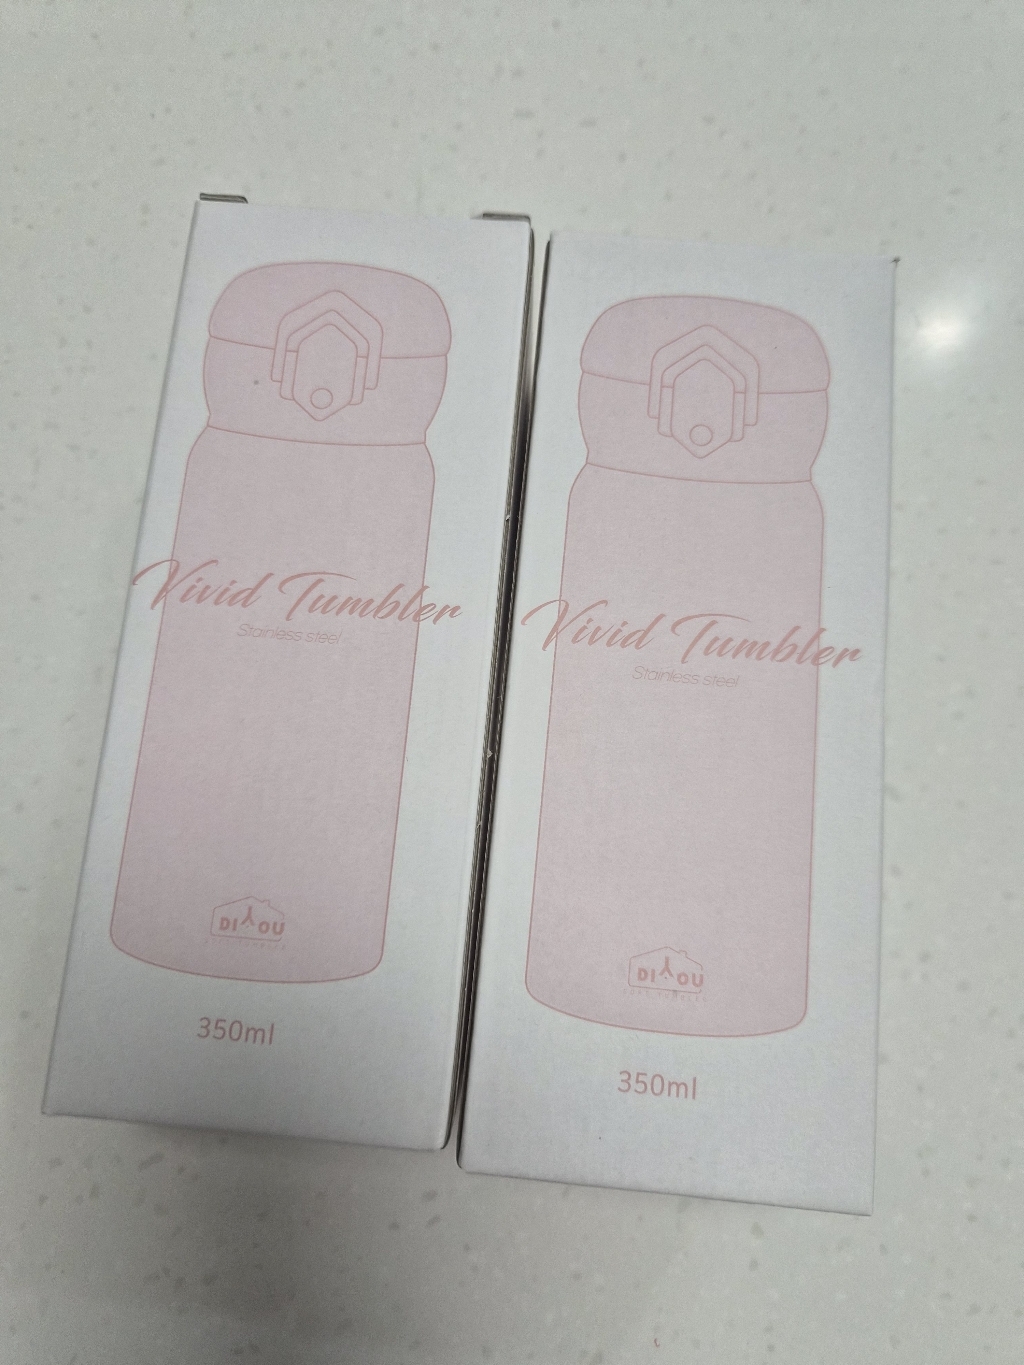 Vivid Tumbler
Stainless steel
DIYOU
350ml
Vivid Tumbler
Stainless steel
DIYOU
350ml